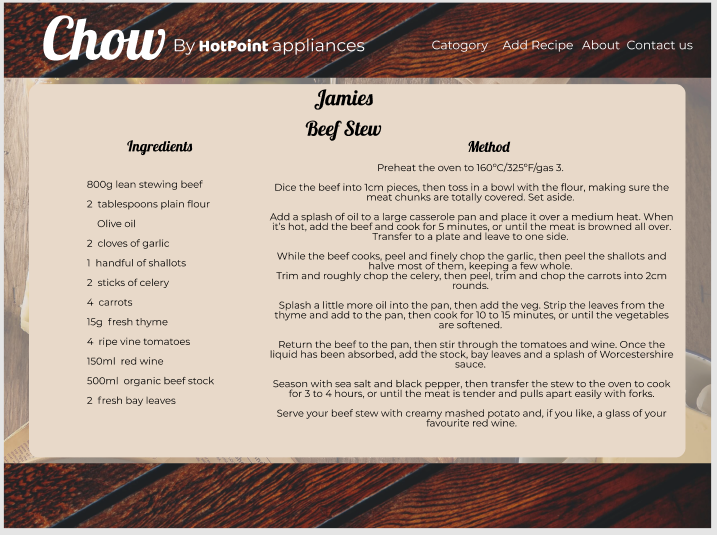 Chow By HotPoint appliances
Catogory Add Recipe About Contact us
Jamies
Beef Stew
Ingredients
800g lean stewing beef
2 tablespoons plain flour
Olive oil
2 cloves of garlic
1 handful of shallots
2 sticks of celery
4 carrots
15g fresh thyme
4 ripe vine tomatoes
150ml red wine
500ml organic beef stock
2 fresh bay leaves
Method
Preheat the oven to 160ºC/325ºF/gas 3.
Dice the beef into 1cm pieces, then toss in a bowl with the flour, making sure the
meat chunks are totally covered. Set aside.
Add a splash of oil to a large casserole pan and place it over a medium heat. When
it's hot, add the beef and cook for 5 minutes, or until the meat is browned all over.
Transfer to a plate and leave to one side.
While the beef cooks, peel and finely chop the garlic, then peel the shallots and
halve most of them, keeping a few whole.
Trim and roughly chop the celery, then peel, trim and chop the carrots into 2cm
rounds.
Splash a little more oil into the pan, then add the veg. Strip the leaves from the
thyme and add to the pan, then cook for 10 to 15 minutes, or until the vegetables
are softened.
Return the beef to the pan, then stir through the tomatoes and wine. Once the
liquid has been absorbed, add the stock, bay leaves and a splash of Worcestershire
sauce.
Season with sea salt and black pepper, then transfer the stew to the oven to cook
for 3 to 4 hours, or until the meat is tender and pulls apart easily with forks.
Serve your beef stew with creamy mashed potato and, if you like, a glass of your
favourite red wine.